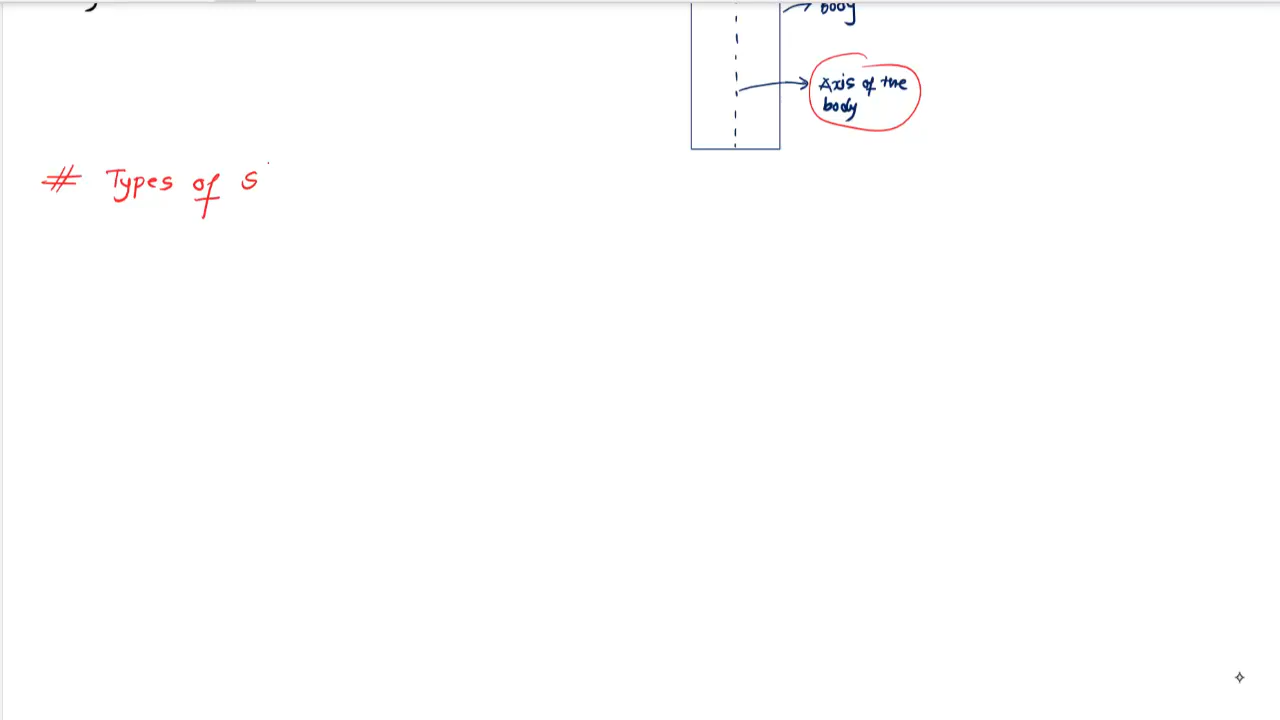 body
Axis of the
body
# Types of S